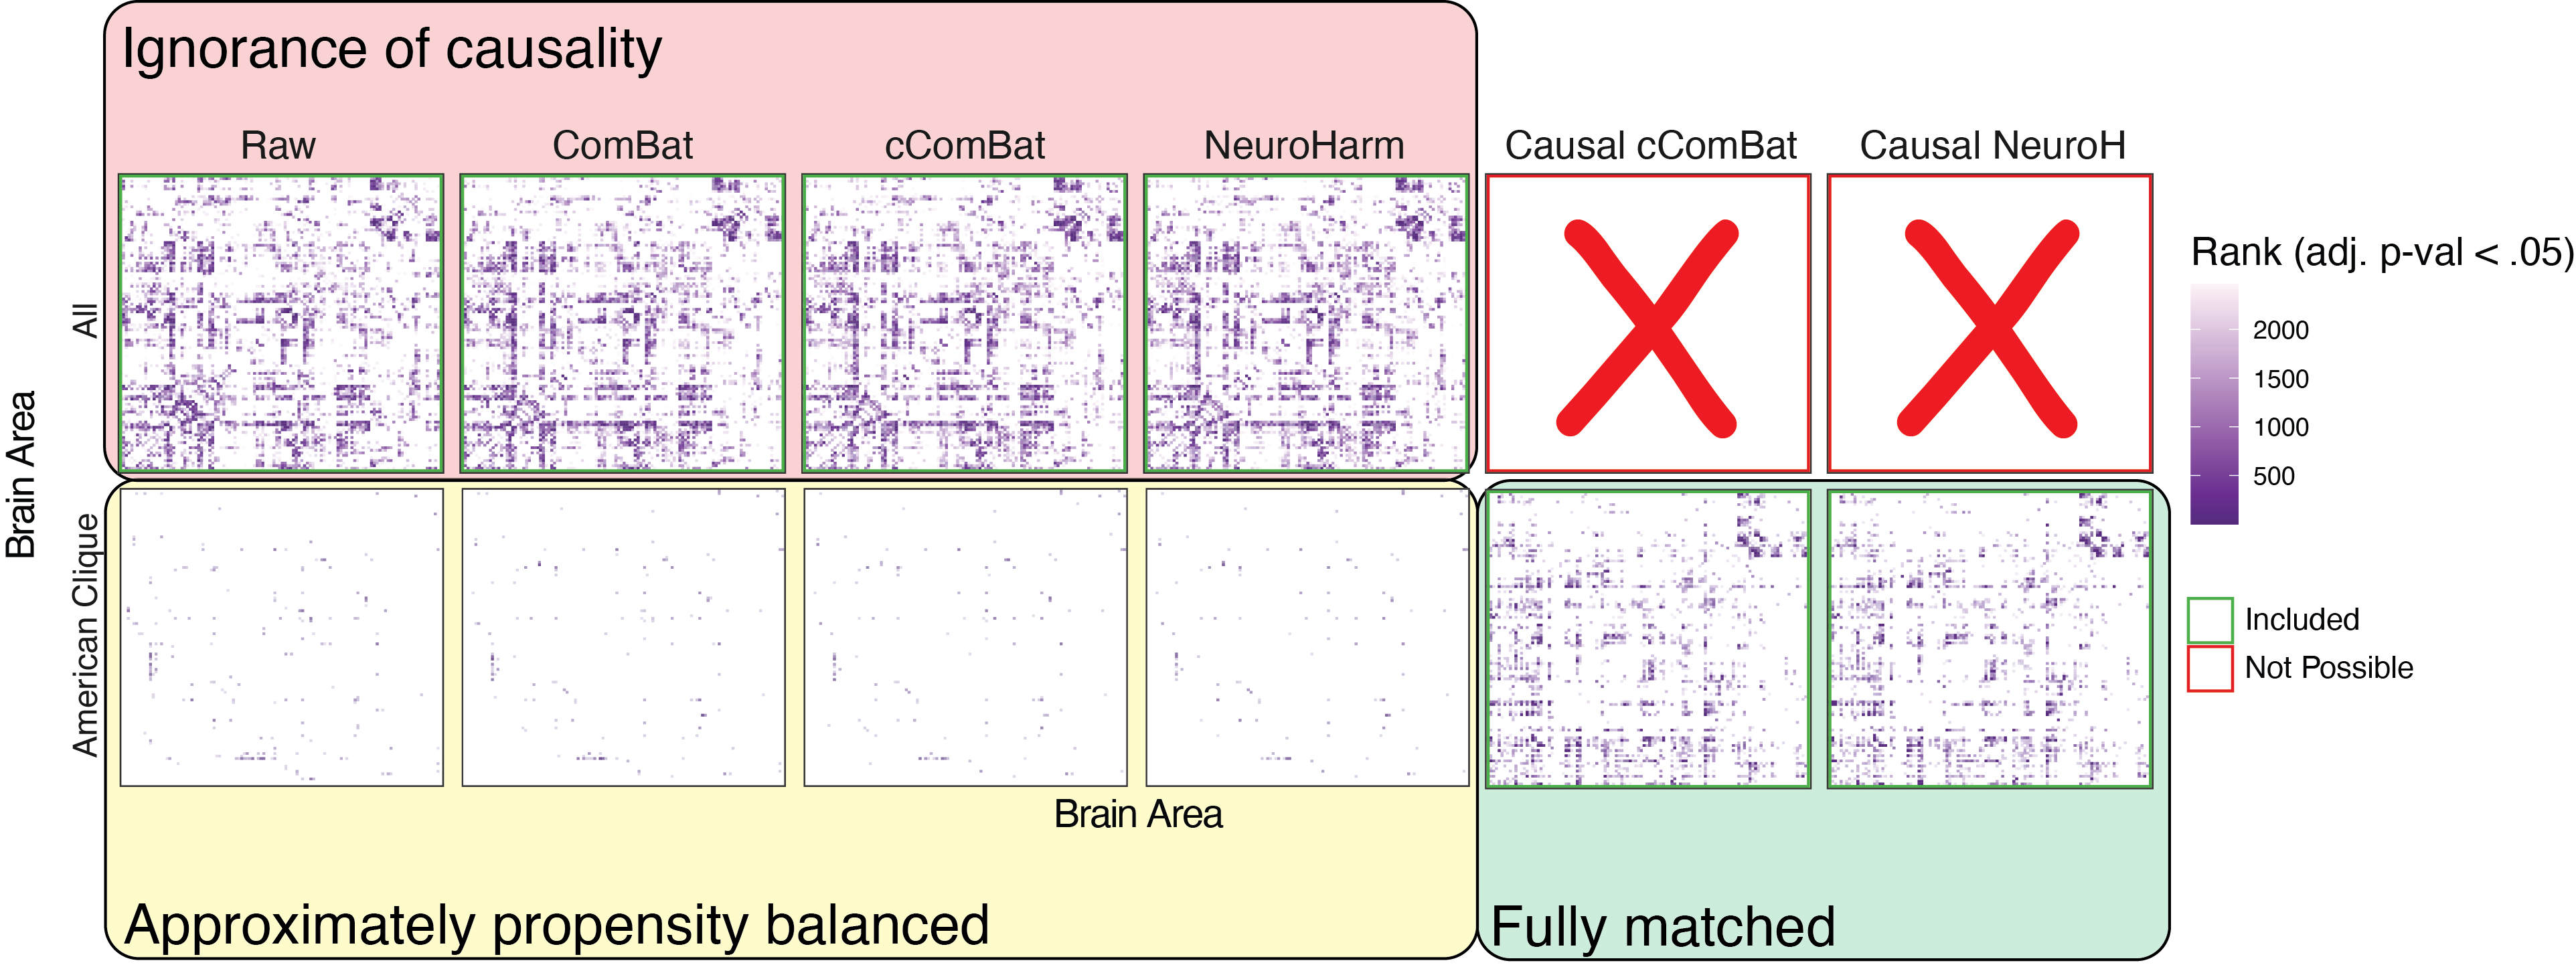 Ignorance of causality
Raw
ComBat
cComBat
NeuroHarm
Causal cComBat
Causal NeuroH
Brain Area
All
American Clique
Brain Area
Approximately propensity balanced
Fully matched
Rank (adj. p-val < .05)
2000
1500
1000
500
Included
Not Possible